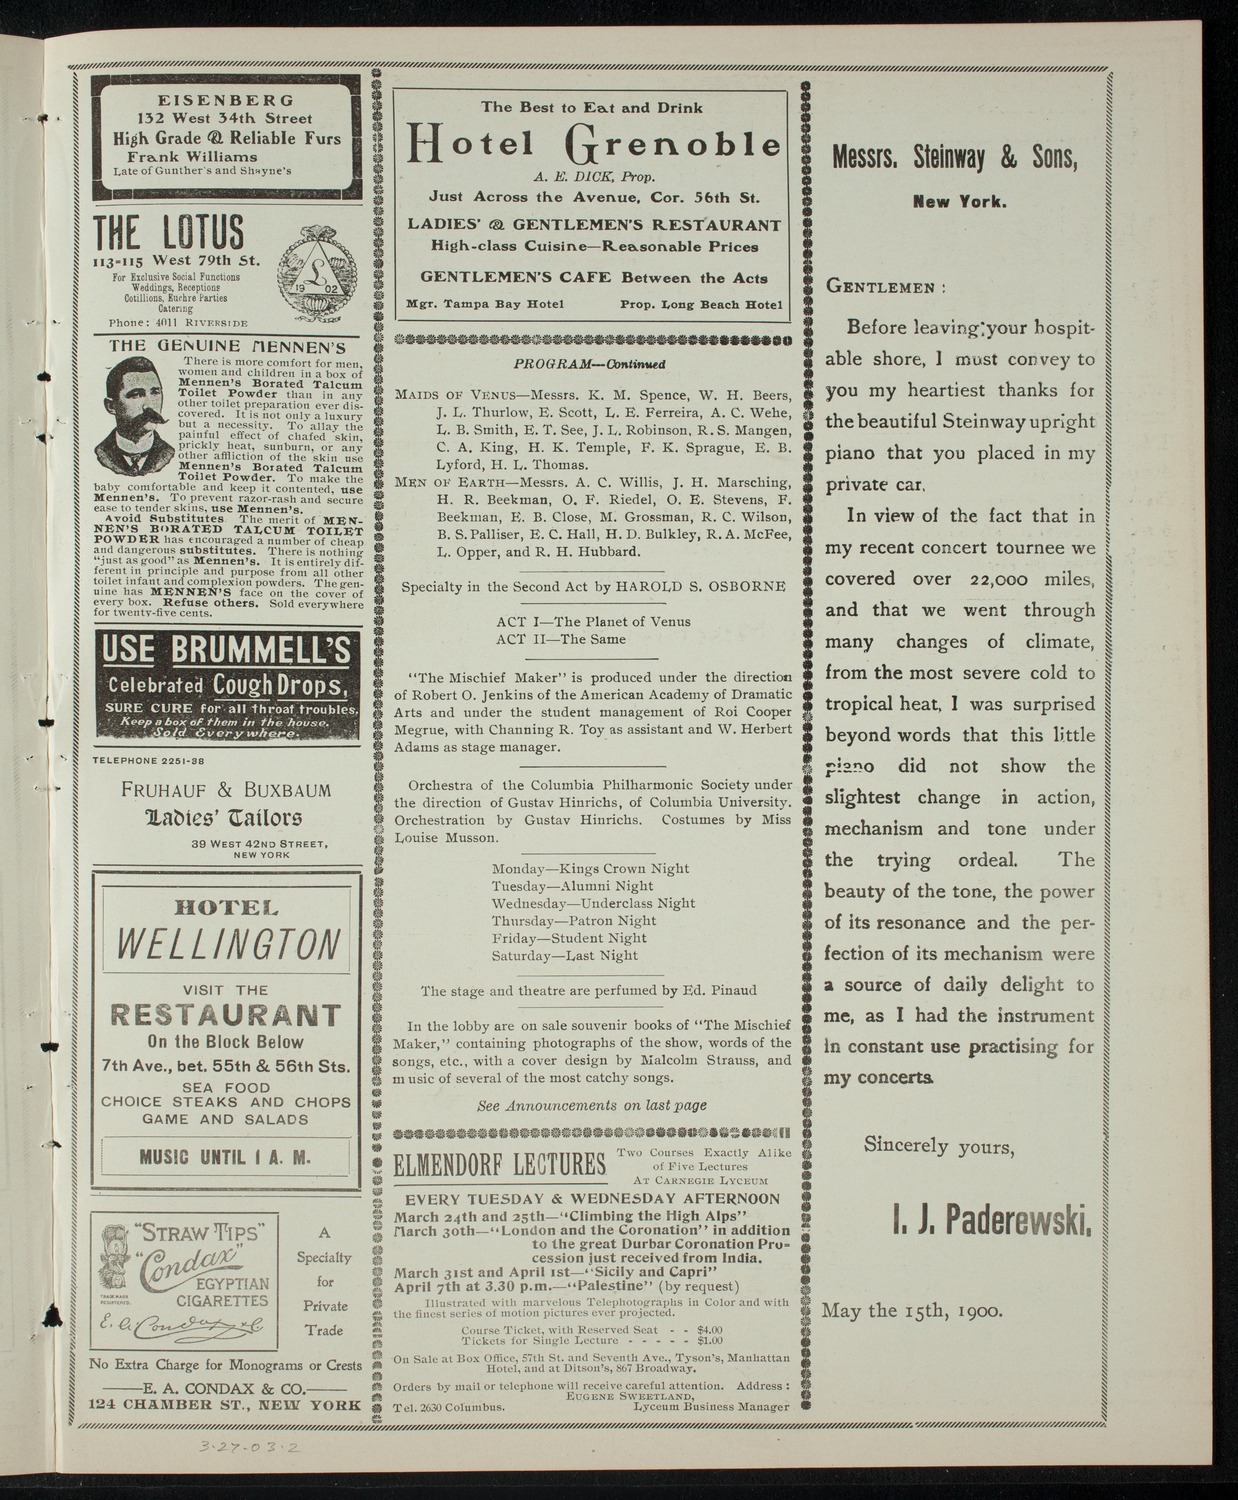 EISENBERG
132 West 34th Street
High Grade & Reliable Furs
Frank Williams
Late of Gunther's and Shayne's
THE LOTUS
113=115 West 79th St.
For Exclusive Social Functions
Weddings, Receptions
Cotillions, Euchre Parties
Catering
Phone: 4011 RIVERSIDE
L
19 02
THE GENUINE MENNEN'S
There is more comfort for men,
women and children in a box of
Mennen's Borated Talcum
Toilet Powder than in any
other toilet preparation ever dis-
covered. It is not only a luxury
but a necessity. To allay the
painful effect of chafed skin,
prickly heat, sunburn, or any
other affliction of the skin use
Mennen's Borated Talcum
Toilet Powder. To make the
baby comfortable and keep it contented, use
Mennen's. To prevent razor-rash and secure
ease to tender skins, use Mennen's.
Avoid Substitutes The merit of MEN-
NEN'S BORATED TALCUM TOILET
POWDER has encouraged a number of cheap
and dangerous substitutes. There is nothing
"just as good" as Mennen's. It is entirely dif-
ferent in principle and purpose from all other
toilet infant and complexion powders. The gen-
uine has MENNEN'S face on the cover of
every box. Refuse others. Sold everywhere
for twenty-five cents.
USE BRUMMELL'S
Celebrated Cough Drops,
SURE CURE for all throat troubles.
Keep a box of them in the house.
Sold Everywhere.
TELEPHONE 2251-38
FRUHAUF & BUXBAUM
Ladies' Tailors
39 WEST 42ND STREET,
NEW YORK
HOTEL
WELLINGTON
VISIT THE
RESTAURANT
On the Block Below
7th Ave., bet. 55th & 56th Sts.
SEA FOOD
CHOICE STEAKS AND CHOPS
GAME AND SALADS
MUSIC UNTIL 1 A. M.
"STRAW TIPS"
"Condax"
EGYPTIAN
CIGARETTES
TRADE MARK
REGISTERED.
E. A. Condax & Co
A
Specialty
for
Private
Trade
No Extra Charge for Monograms or Crests
E. A. CONDAX & CO.
124 CHAMBER ST., NEW YORK
The Best to Eat and Drink
Hotel Grenoble
A. E. DICK, Prop.
Just Across the Avenue, Cor. 56th St.
LADIES' & GENTLEMEN'S RESTAURANT
High-class Cuisine—Reasonable Prices
GENTLEMEN'S CAFE Between the Acts
Mgr. Tampa Bay Hotel Prop. Long Beach Hotel
PROGRAM—Continued
MAIDS OF VENUS—Messrs. K. M. Spence, W. H. Beers,
J. L. Thurlow, E. Scott, L. E. Ferreira, A. C. Wehe,
L. B. Smith, E. T. See, J. L. Robinson, R. S. Mangen,
C. A. King, H. K. Temple, F. K. Sprague, E. B.
Lyford, H. L. Thomas.
MEN OF EARTH—Messrs. A. C. Willis, J. H. Marsching,
H. R. Beekman, O. F. Riedel, O. E. Stevens, F.
Beekman, E. B. Close, M. Grossman, R. C. Wilson,
B. S. Palliser, E. C. Hall, H. D. Bulkley, R. A. McFee,
L. Opper, and R. H. Hubbard.
Specialty in the Second Act by HAROLD S. OSBORNE
ACT I—The Planet of Venus
ACT II—The Same
"The Mischief Maker" is produced under the direction
of Robert O. Jenkins of the American Academy of Dramatic
Arts and under the student management of Roi Cooper
Megrue, with Channing R. Toy as assistant and W. Herbert
Adams as stage manager.
Orchestra of the Columbia Philharmonic Society under
the direction of Gustav Hinrichs, of Columbia University.
Orchestration by Gustav Hinrichs. Costumes by Miss
Louise Musson.
Monday—Kings Crown Night
Tuesday—Alumni Night
Wednesday—Underclass Night
Thursday—Patron Night
Friday—Student Night
Saturday—Last Night
The stage and theatre are perfumed by Ed. Pinaud
In the lobby are on sale souvenir books of "The Mischief
Maker," containing photographs of the show, words of the
songs, etc., with a cover design by Malcolm Strauss, and
music of several of the most catchy songs.
See Announcements on last page
ELMENDORF LECTURES
Two Courses Exactly Alike
of Five Lectures
AT CARNEGIE LYCEUM
EVERY TUESDAY & WEDNESDAY AFTERNOON
March 24th and 25th—"Climbing the High Alps"
March 30th—"London and the Coronation" in addition
to the great Durbar Coronation Pro=
cession just received from India.
March 31st and April 1st—"Sicily and Capri"
April 7th at 3.30 p.m.—"Palestine" (by request)
Illustrated with marvelous Telephotographs in Color and with
the finest series of motion pictures ever projected.
Course Ticket, with Reserved Seat - - $4.00
Tickets for Single Lecture - - - - - $1.00
On Sale at Box Office, 57th St. and Seventh Ave., Tyson's, Manhattan
Hotel, and at Ditson's, 867 Broadway.
Orders by mail or telephone will receive careful attention. Address:
EUGENE SWEETLAND,
Tel. 2630 Columbus. Lyceum Business Manager
Messrs. Steinway & Sons,
New York.
GENTLEMEN:
Before leaving your hospit-
able shore, I must convey to
you my heartiest thanks for
the beautiful Steinway upright
piano that you placed in my
private car.
In view of the fact that in
my recent concert tournee we
covered over 22,000 miles,
and that we went through
many changes of climate,
from the most severe cold to
tropical heat, I was surprised
beyond words that this little
piano did not show the
slightest change in action,
mechanism and tone under
the trying ordeal. The
beauty of the tone, the power
of its resonance and the per-
fection of its mechanism were
a source of daily delight to
me, as I had the instrument
in constant use practising for
my concerts
Sincerely yours,
I. J. Paderewski.
May the 15th, 1900.
3-27-03-2